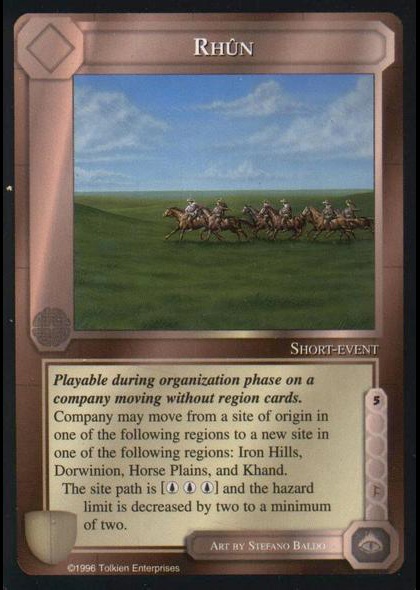 RHÛN
SHORT-EVENT
Playable during organization phase on a
company moving without region cards.
Company may move from a site of origin in
one of the following regions to a new site in
one of the following regions: Iron Hills,
Dorwinion, Horse Plains, and Khand.
The site path is [ ] and the hazard
limit is decreased by two to a minimum
of two.
5
F
ART BY STEFANO BALDO
©1996 Tolkien Enterprises